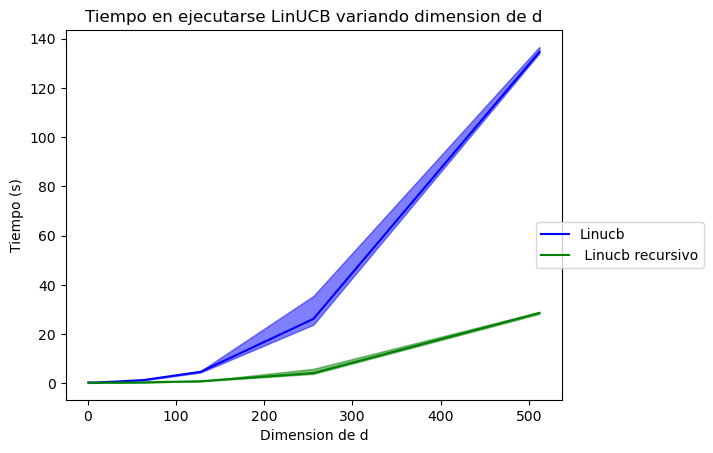 Tiempo en ejecutarse LinUCB variando dimension de d
140
120
100
80
60
40
20
0
Tiempo (s)
0 100 200 300 400 500
Dimension de d
Linucb
Linucb recursivo